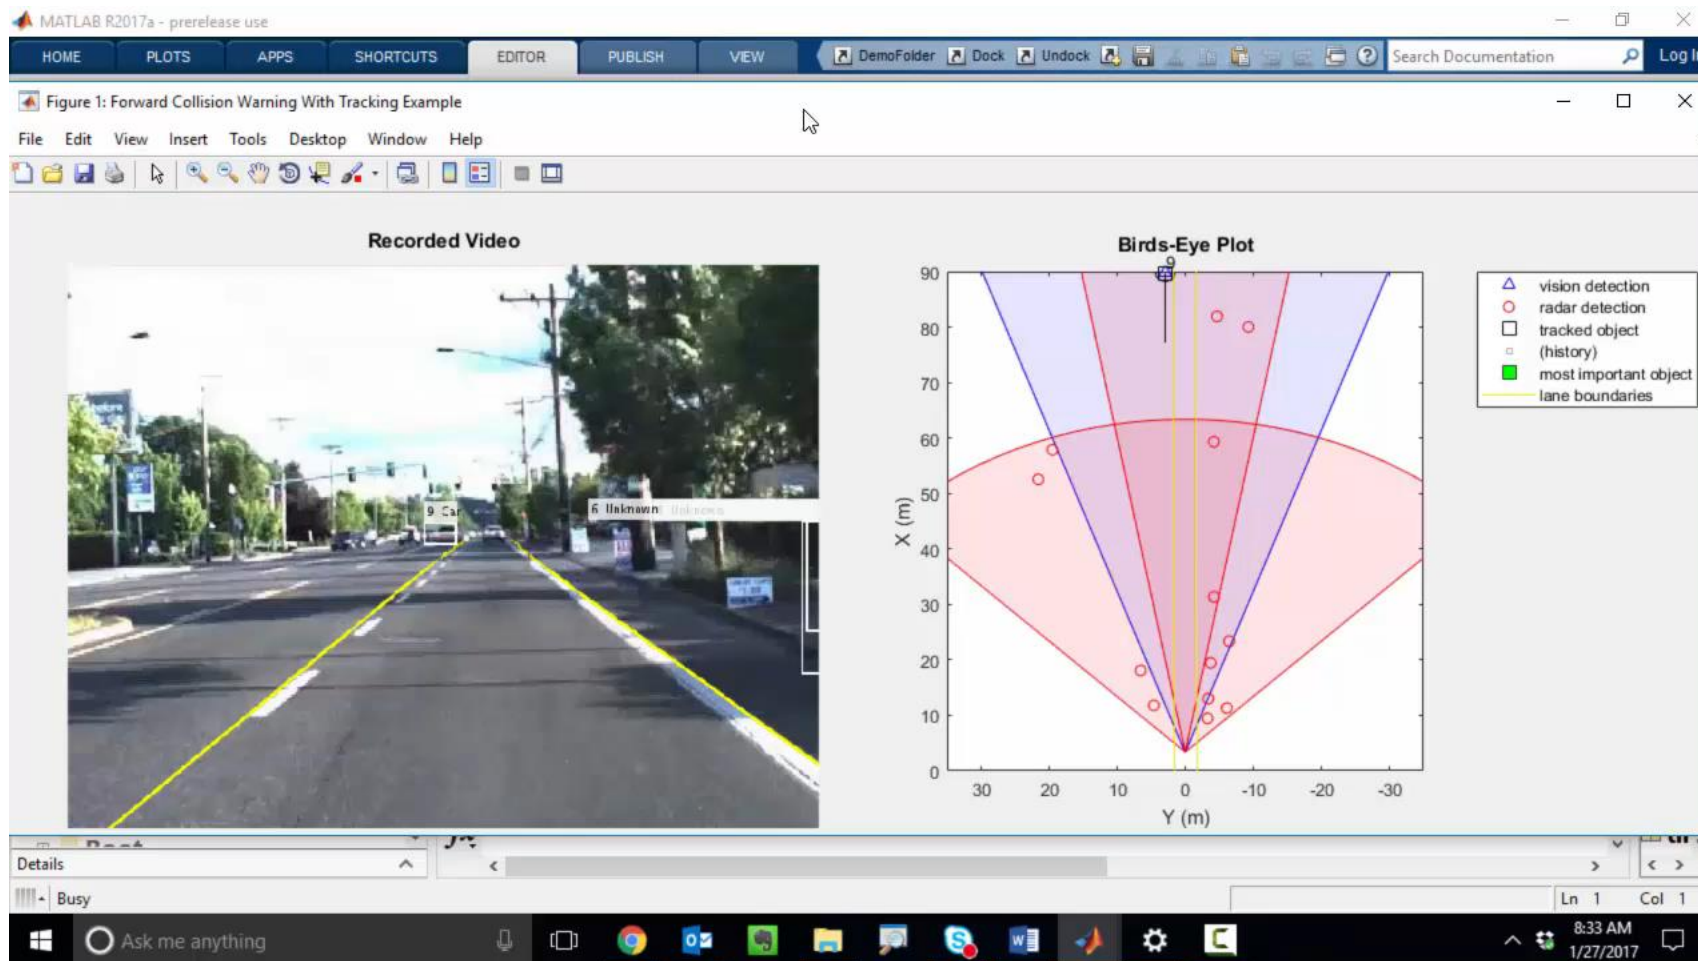 MATLAB R2017a - prerelease use
HOME PLOTS APPS SHORTCUTS EDITOR PUBLISH VIEW DemoFolder Dock Undock Search Documentation Log I
Figure 1: Forward Collision Warning With Tracking Example
File Edit View Insert Tools Desktop Window Help
Recorded Video
9 Car
6 Unknown Unknown
Birds-Eye Plot
9
90
80
70
60
50
40
30
20
10
0
X (m)
30 20 10 0 -10 -20 -30
Y (m)
vision detection
radar detection
tracked object
(history)
most important object
lane boundaries
fx
Details
Busy
Ln 1 Col 1
Ask me anything
8:33 AM
1/27/2017